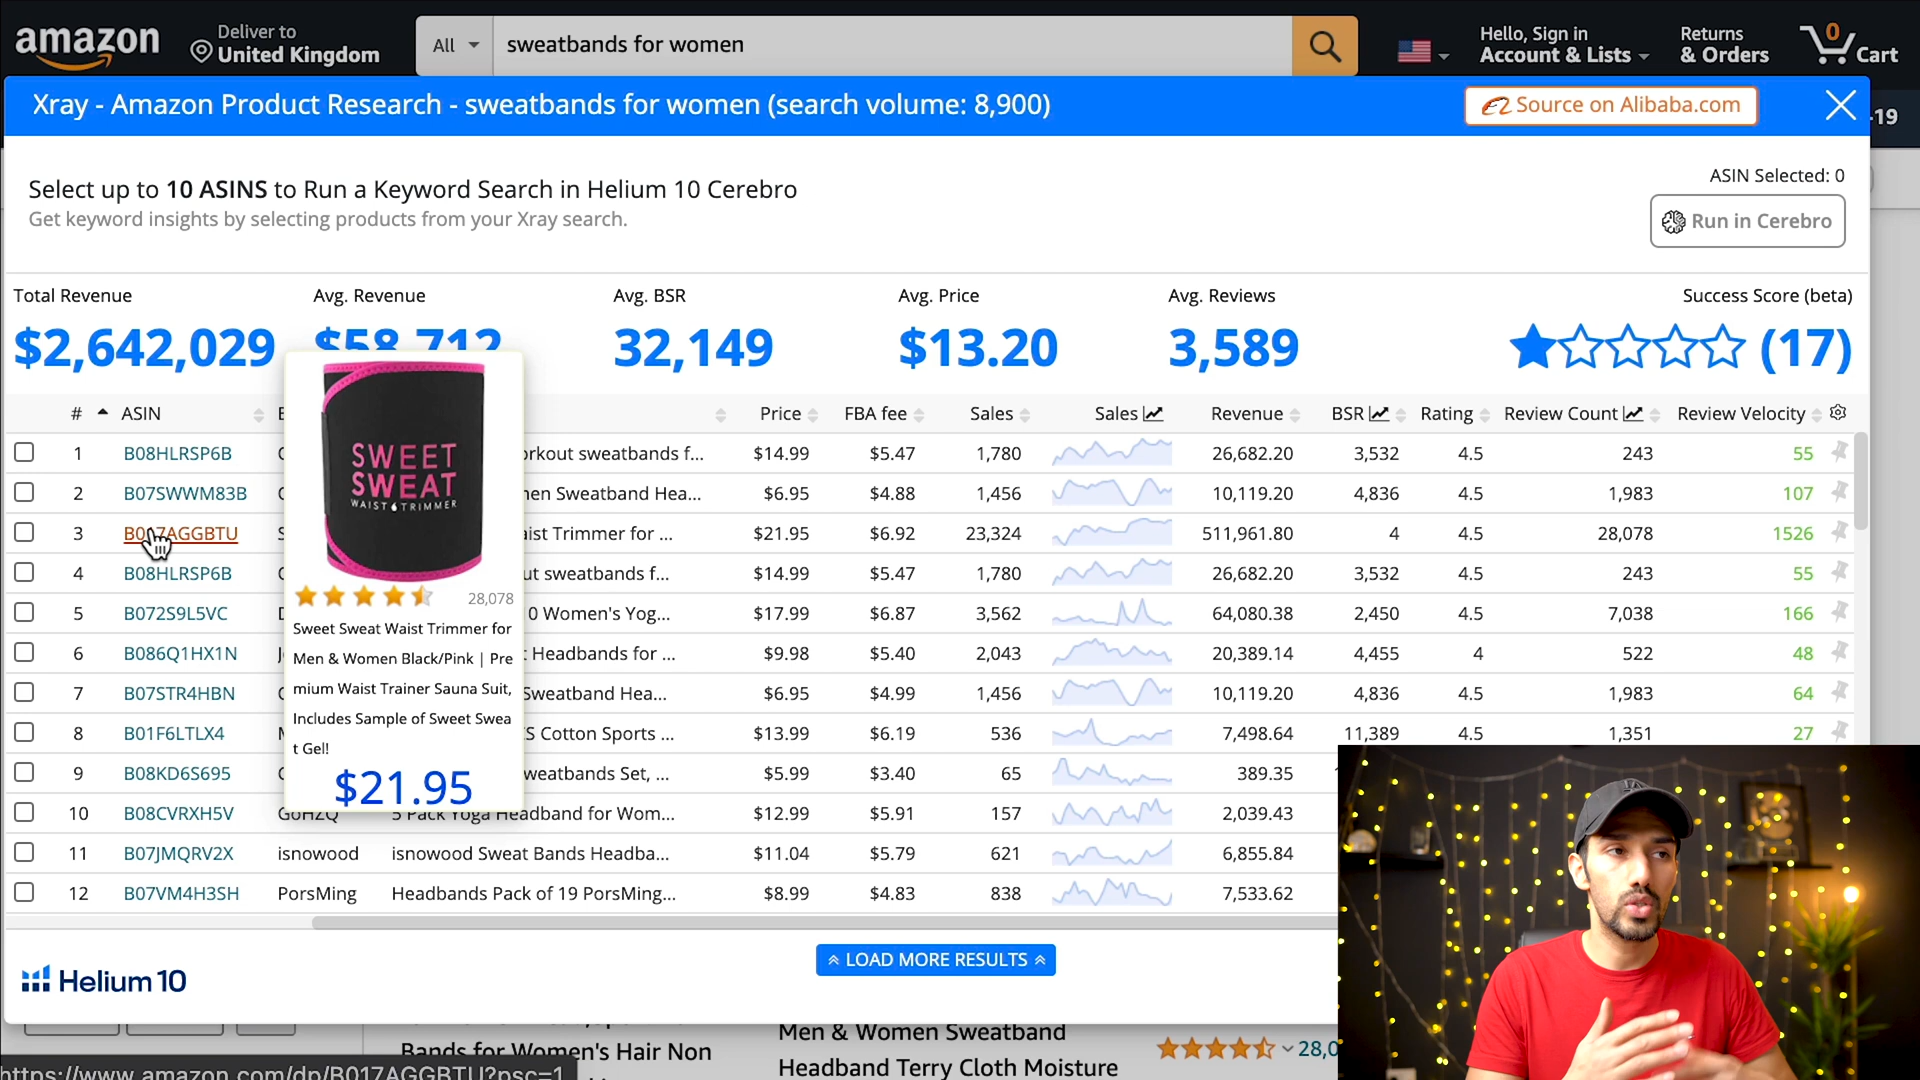 amazon
Deliver to
United Kingdom
All
sweatbands for women
Hello, Sign in
Account & Lists
Returns
& Orders
0
Cart
Xray - Amazon Product Research - sweatbands for women (search volume: 8,900)
Source on Alibaba.com
-19
Select up to 10 ASINS to Run a Keyword Search in Helium 10 Cerebro
Get keyword insights by selecting products from your Xray search.
ASIN Selected: 0
Run in Cerebro
Total Revenue
Avg. Revenue
Avg. BSR
Avg. Price
Avg. Reviews
Success Score (beta)
$2,642,029
$58,712
32,149
$13.20
3,589
(17)
# ASIN Price FBA fee Sales Sales Revenue BSR Rating Review Count Review Velocity
1 B08HLRSP6B orkout sweatbands f... $14.99 $5.47 1,780 26,682.20 3,532 4.5 243 55
2 B07SWWM83B nen Sweatband Hea... $6.95 $4.88 1,456 10,119.20 4,836 4.5 1,983 107
3 B017AGGBTU aist Trimmer for ... $21.95 $6.92 23,324 511,961.80 4 4.5 28,078 1526
4 B08HLRSP6B ut sweatbands f... $14.99 $5.47 1,780 26,682.20 3,532 4.5 243 55
5 B072S9L5VC 0 Women's Yog... $17.99 $6.87 3,562 64,080.38 2,450 4.5 7,038 166
6 B086Q1HX1N Headbands for ... $9.98 $5.40 2,043 20,389.14 4,455 4 522 48
7 B07STR4HBN Sweatband Hea... $6.95 $4.99 1,456 10,119.20 4,836 4.5 1,983 64
8 B01F6LTLX4 S Cotton Sports ... $13.99 $6.19 536 7,498.64 11,389 4.5 1,351 27
9 B08KD6S695 weatbands Set, ... $5.99 $3.40 65 389.35
10 B08CVRXH5V GOHZQ 5 Pack Yoga Headband for Wom... $12.99 $5.91 157 2,039.43
11 B07JMQRV2X isnowood isnowood Sweat Bands Headba... $11.04 $5.79 621 6,855.84
12 B07VM4H3SH PorsMing Headbands Pack of 19 PorsMing... $8.99 $4.83 838 7,533.62
SWEET
SWEAT
WAIST TRIMMER
28,078
Sweet Sweat Waist Trimmer for
Men & Women Black/Pink | Pre
mium Waist Trainer Sauna Suit,
Includes Sample of Sweet Swea
t Gel!
$21.95
LOAD MORE RESULTS
Helium 10
Bands for Women's Hair Non
Men & Women Sweatband
Headband Terry Cloth Moisture
28,0
https://www.amazon.com/dp/B017AGGBTU?psc=1